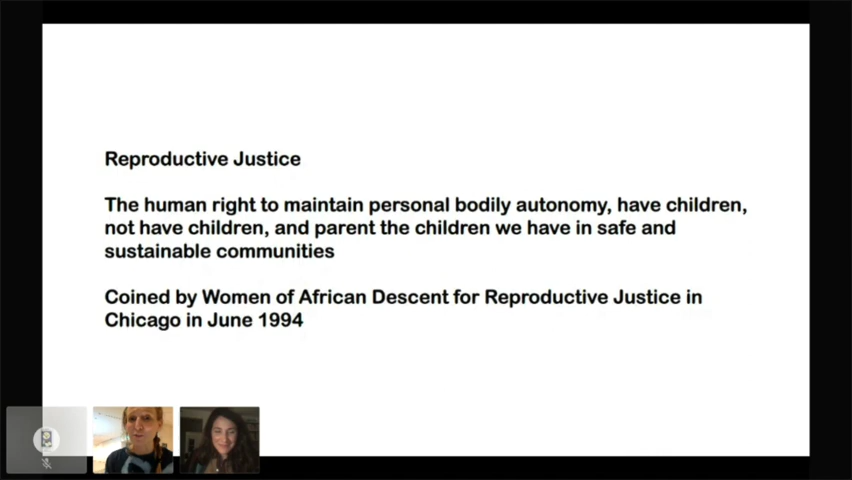 Reproductive Justice
The human right to maintain personal bodily autonomy, have children,
not have children, and parent the children we have in safe and
sustainable communities
Coined by Women of African Descent for Reproductive Justice in
Chicago in June 1994